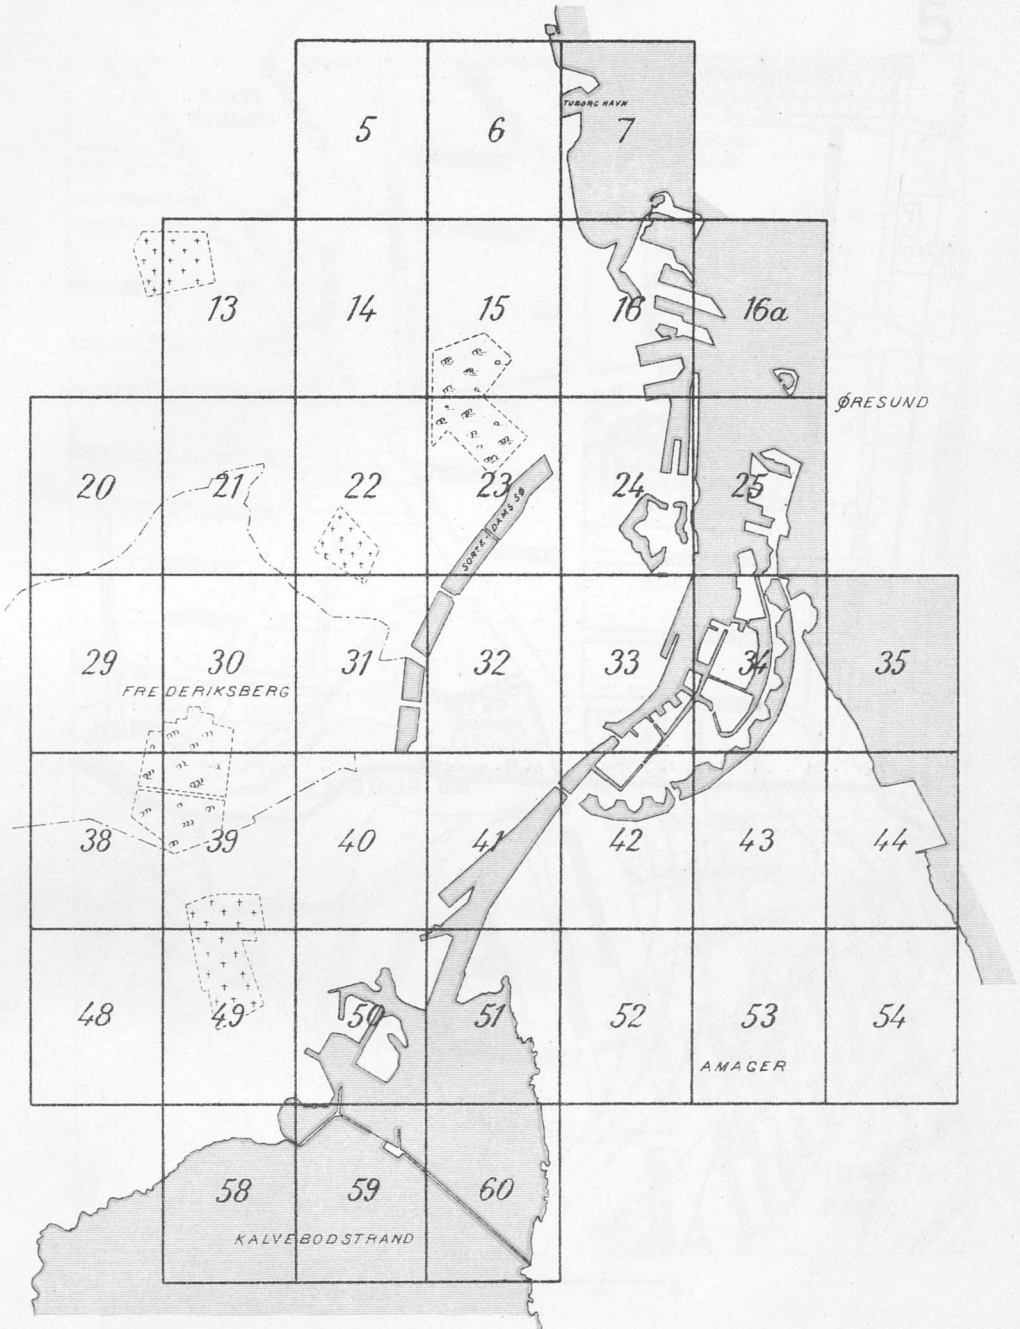 TUBORG HAVN
5 6 7
13 14 15 16 16a
ØRESUND
20 21 22 23 24 25
SORTE-DAMS SØ
29 30 31 32 33 34 35
FREDERIKSBERG
38 39 40 41 42 43 44
48 49 50 51 52 53 54
AMAGER
58 59 60
KALVEBODSTRAND